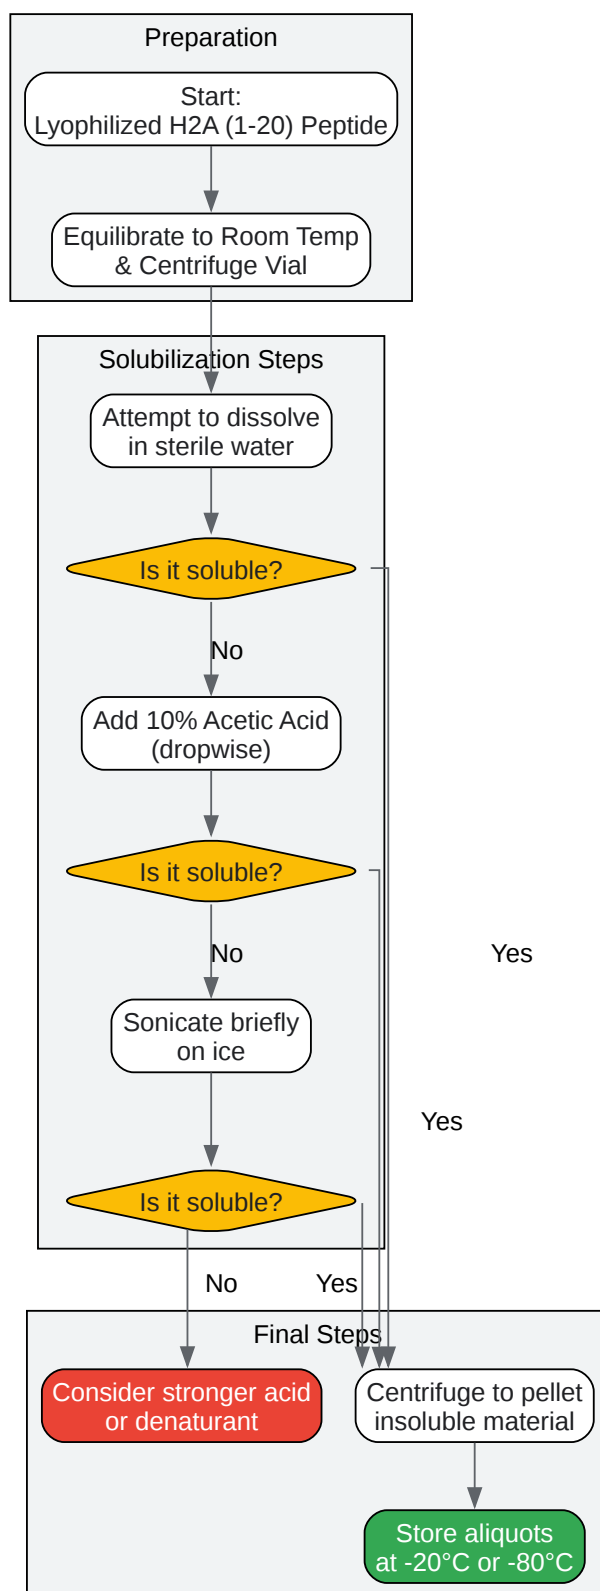 Preparation
Start:
Lyophilized H2A (1-20) Peptide
Equilibrate to Room Temp
& Centrifuge Vial
Solubilization Steps
Attempt to dissolve
in sterile water
Is it soluble?
No
Add 10% Acetic Acid
(dropwise)
Is it soluble?
No
Yes
Sonicate briefly
on ice
Yes
Is it soluble?
No
Yes
Final Steps
Consider stronger acid
or denaturant
Centrifuge to pellet
insoluble material
Store aliquots
at -20°C or -80°C